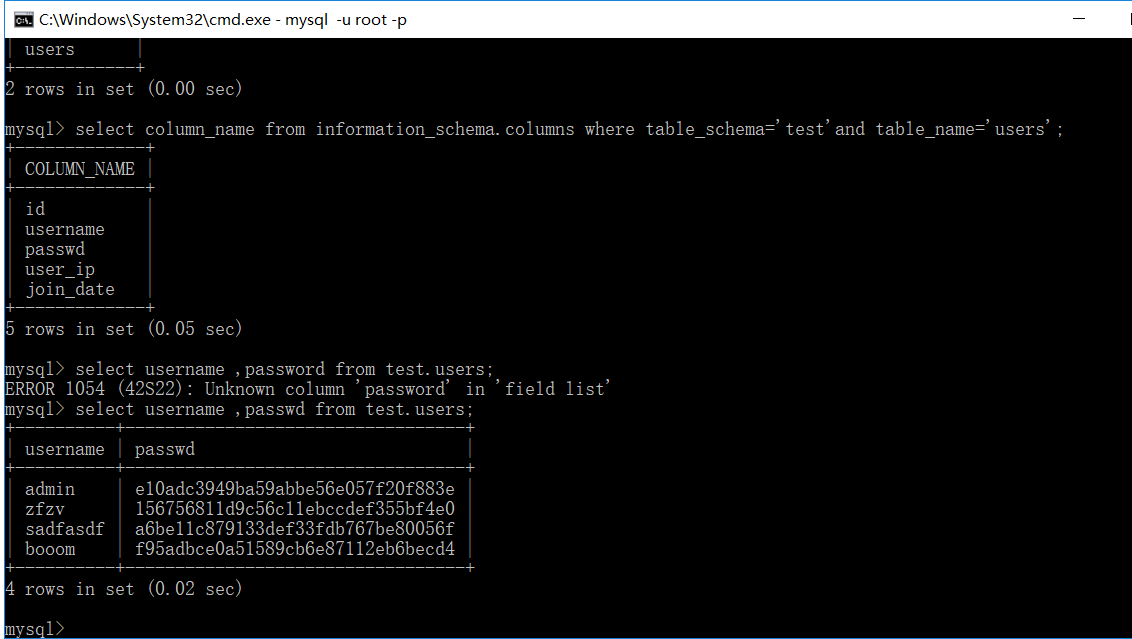 C:\Windows\System32\cmd.exe - mysql -u root -p
| users      |
+------------+
2 rows in set (0.00 sec)
mysql> select column_name from information_schema.columns where table_schema='test'and table_name='users';
+-------------+
| COLUMN_NAME |
+-------------+
| id          |
| username    |
| passwd      |
| user_ip     |
| join_date   |
+-------------+
5 rows in set (0.05 sec)
mysql> select username ,password from test.users;
ERROR 1054 (42S22): Unknown column 'password' in 'field list'
mysql> select username ,passwd from test.users;
+----------+----------------------------------+
| username | passwd                           |
+----------+----------------------------------+
| admin    | e10adc3949ba59abbe56e057f20f883e |
| zfzv     | 156756811d9c56c11ebccdef355bf4e0 |
| sadfasdf | a6be11c879133def33fdb767be80056f |
| booom    | f95adbce0a51589cb6e87112eb6becd4 |
+----------+----------------------------------+
4 rows in set (0.02 sec)
mysql>